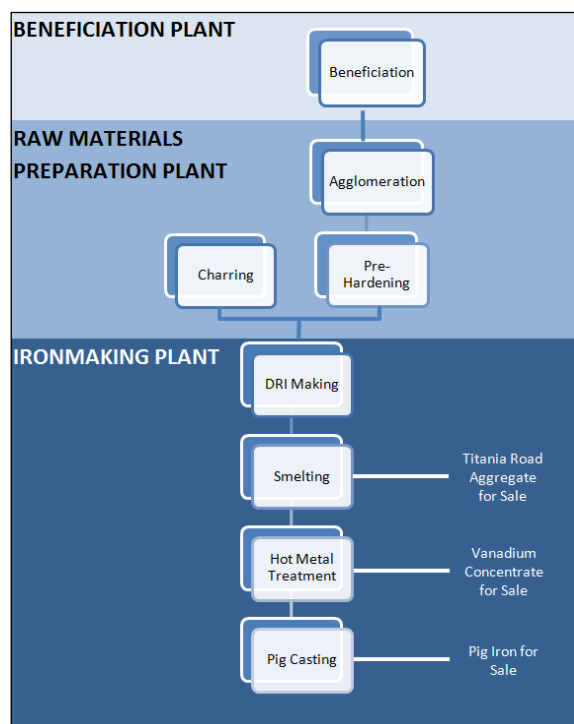 BENEFICIATION PLANT
Beneficiation
RAW MATERIALS
PREPARATION PLANT
Agglomeration
Charring
Pre-
Hardening
IRONMAKING PLANT
DRI Making
Smelting
Titania Road
Aggregate
for Sale
Hot Metal
Treatment
Vanadium
Concentrate
for Sale
Pig Casting
Pig Iron for
Sale